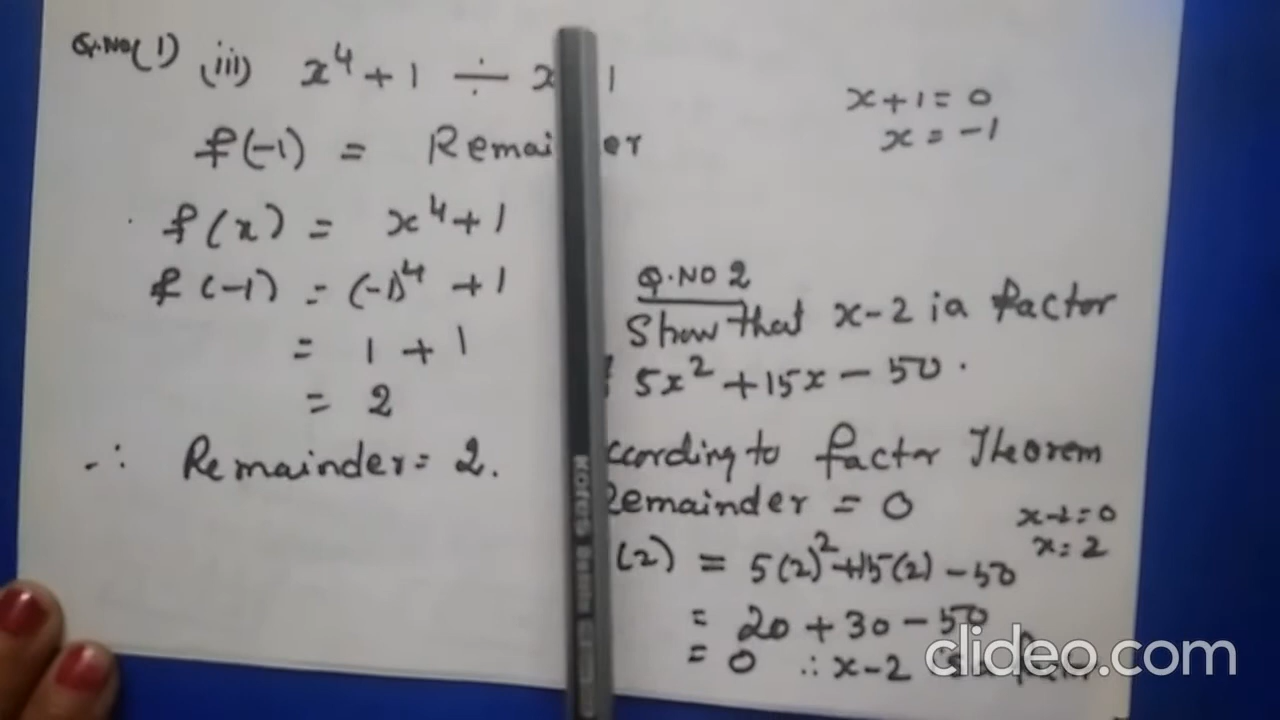 Q.No(1) (iii) x⁴+1 ÷ x 1
x+1=0
x=-1
f(-1) = Remai er
f(x) = x⁴+1
f(-1) = (-1)⁴ +1
= 1 + 1
= 2
∴ Remainder= 2.
Q.NO 2
Show that x-2 ia factor
5x²+15x-50.
ccording to factor Theorem
Remainder = 0
x-2=0
x=2
(2) = 5(2)²+15(2)-50
= 20+30-50
= 0 ∴ x-2
clideo.com